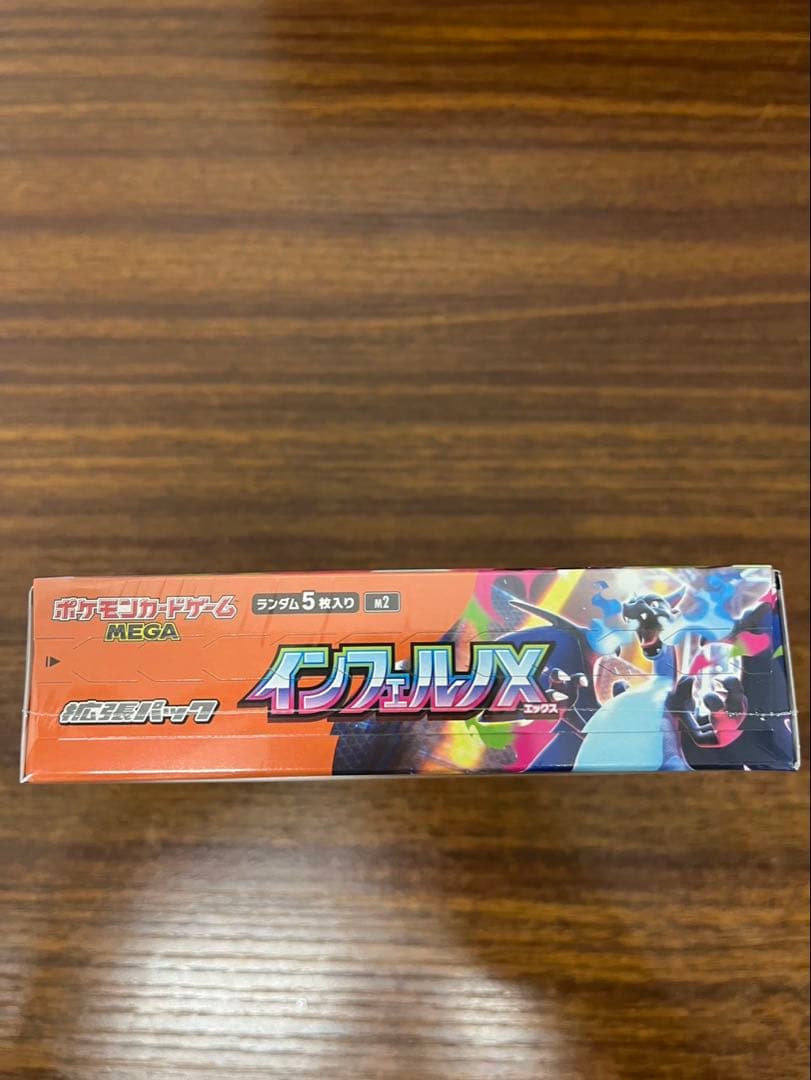 ポケモンカードゲーム
MEGA
ランダム5枚入り
M2
拡張パック
インフェルノX
エックス